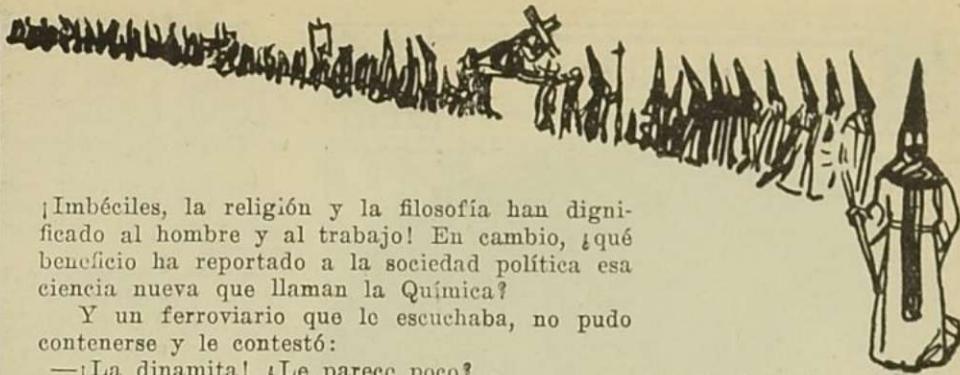 ¡Imbéciles, la religión y la filosofía han digni-
ficado al hombre y al trabajo! En cambio, ¿qué
beneficio ha reportado a la sociedad política esa
ciencia nueva que llaman la Química?
Y un ferroviario que le escuchaba, no pudo
contenerse y le contestó:
—¡La dinamita! ¿Le parece poco?